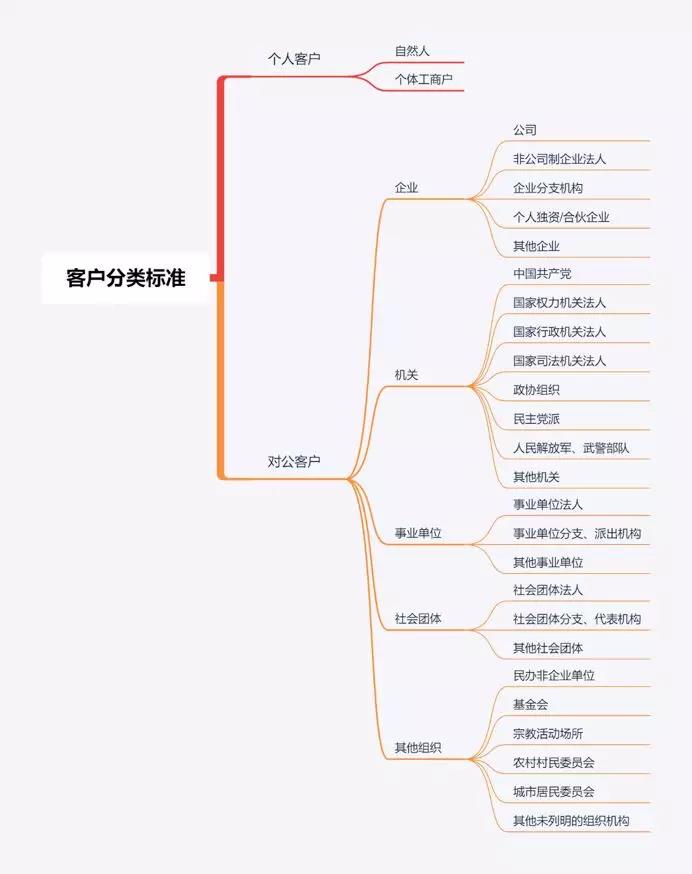 客户分类标准
个人客户
自然人
个体工商户
对公客户
企业
公司
非公司制企业法人
企业分支机构
个人独资/合伙企业
其他企业
机关
中国共产党
国家权力机关法人
国家行政机关法人
国家司法机关法人
政协组织
民主党派
人民解放军、武警部队
其他机关
事业单位
事业单位法人
事业单位分支、派出机构
其他事业单位
社会团体
社会团体法人
社会团体分支、代表机构
其他社会团体
其他组织
民办非企业单位
基金会
宗教活动场所
农村村民委员会
城市居民委员会
其他未列明的组织机构